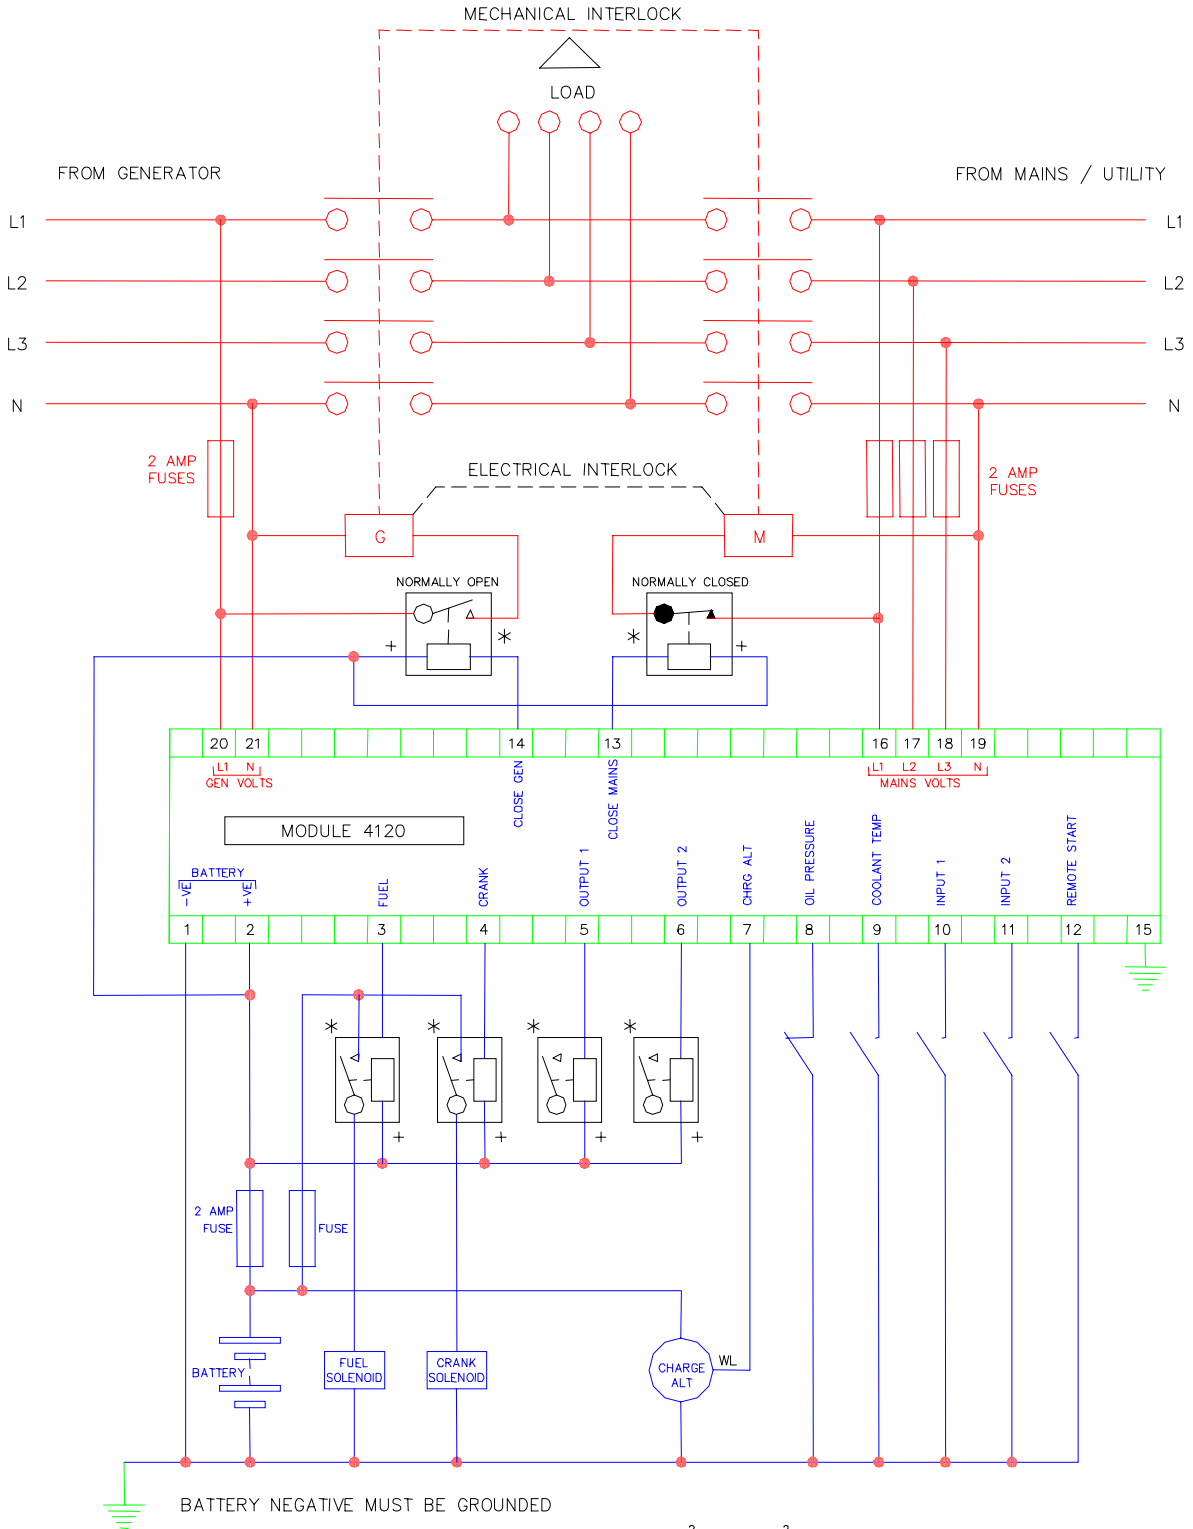 MECHANICAL INTERLOCK
LOAD
FROM GENERATOR
FROM MAINS / UTILITY
L1
L1
L2
L2
L3
L3
N
N
2 AMP
FUSES
ELECTRICAL INTERLOCK
2 AMP
FUSES
G
M
NORMALLY OPEN
NORMALLY CLOSED
+
*
*
+
20
21
14
13
16
17
18
19
L1
N
GEN VOLTS
CLOSE GEN
CLOSE MAINS
L1
L2
L3
N
MAINS VOLTS
MODULE 4120
BATTERY
-VE
+VE
FUEL
CRANK
OUTPUT 1
OUTPUT 2
CHRG ALT
OIL PRESSURE
COOLANT TEMP
INPUT 1
INPUT 2
REMOTE START
1
2
3
4
5
6
7
8
9
10
11
12
15
*
*
*
*
+
+
+
+
2 AMP
FUSE
FUSE
BATTERY
FUEL
SOLENOID
CRANK
SOLENOID
CHARGE
ALT
WL
BATTERY NEGATIVE MUST BE GROUNDED
2
2